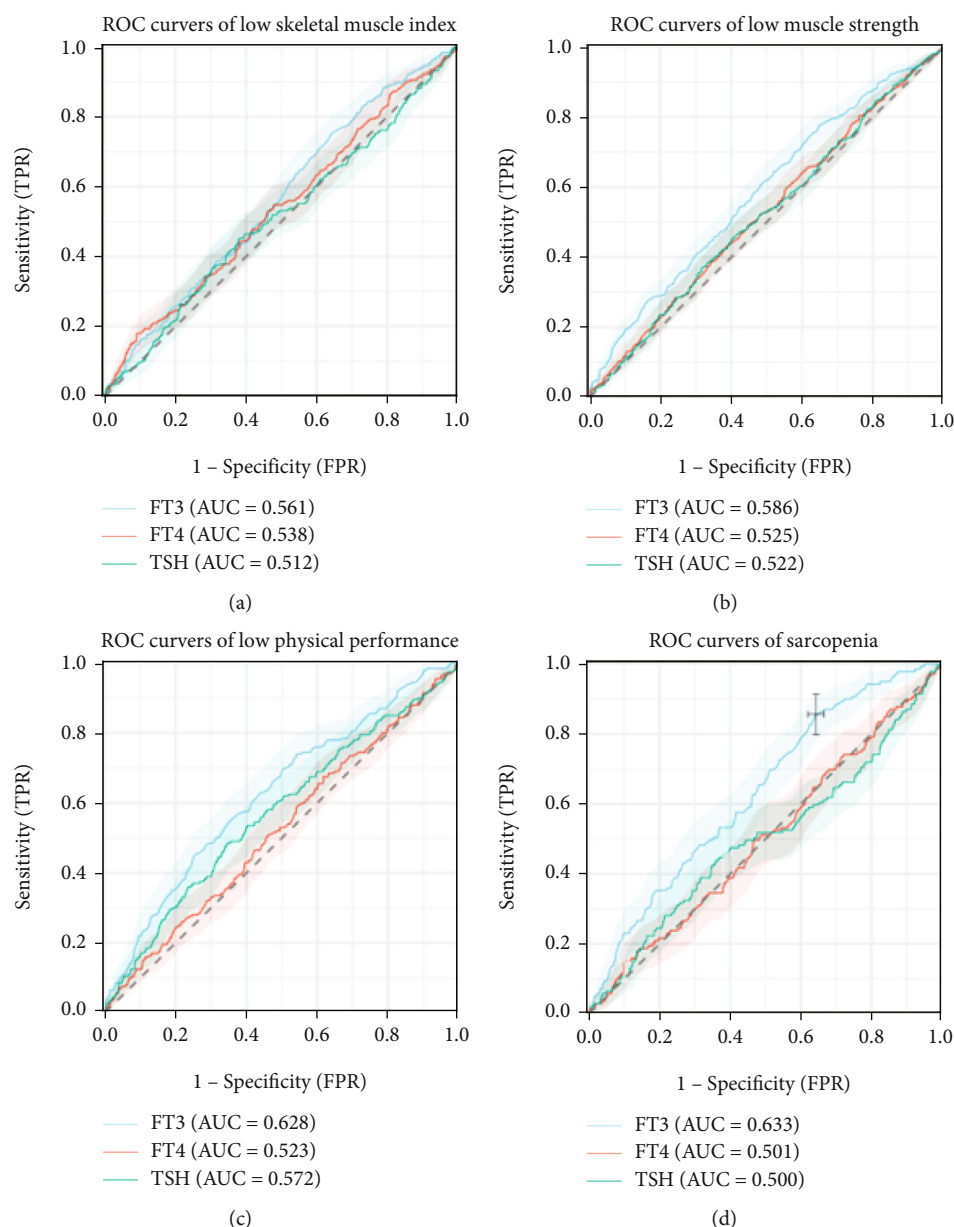 ROC curvers of low skeletal muscle index
1.0
0.8
0.6
0.4
0.2
0.0
Sensitivity (TPR)
0.0 0.2 0.4 0.6 0.8 1.0
1 – Specificity (FPR)
FT3 (AUC = 0.561)
FT4 (AUC = 0.538)
TSH (AUC = 0.512)
(a)
ROC curvers of low muscle strength
1.0
0.8
0.6
0.4
0.2
0.0
Sensitivity (TPR)
0.0 0.2 0.4 0.6 0.8 1.0
1 – Specificity (FPR)
FT3 (AUC = 0.586)
FT4 (AUC = 0.525)
TSH (AUC = 0.522)
(b)
ROC curvers of low physical performance
1.0
0.8
0.6
0.4
0.2
0.0
Sensitivity (TPR)
0.0 0.2 0.4 0.6 0.8 1.0
1 – Specificity (FPR)
FT3 (AUC = 0.628)
FT4 (AUC = 0.523)
TSH (AUC = 0.572)
(c)
ROC curvers of sarcopenia
1.0
0.8
0.6
0.4
0.2
0.0
Sensitivity (TPR)
0.0 0.2 0.4 0.6 0.8 1.0
1 – Specificity (FPR)
FT3 (AUC = 0.633)
FT4 (AUC = 0.501)
TSH (AUC = 0.500)
(d)